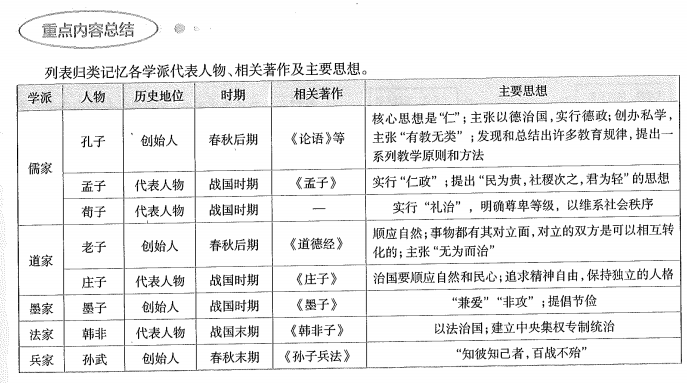 重点内容总结
列表归类记忆各学派代表人物、相关著作及主要思想。
学派 人物 历史地位 时期 相关著作 主要思想
儒家
孔子 创始人 春秋后期 《论语》等
核心思想是“仁”;主张以德治国,实行德政;创办私学,
主张“有教无类”;发现和总结出许多教育规律,提出一
系列教学原则和方法
孟子 代表人物 战国时期 《孟子》 实行“仁政”;提出“民为贵,社稷次之,君为轻”的思想
荀子 代表人物 战国时期 — 实行“礼治”,明确尊卑等级,以维系社会秩序
道家
老子 创始人 春秋后期 《道德经》
顺应自然;事物都有其对立面,对立的双方是可以相互转
化的;主张“无为而治”
庄子 代表人物 战国时期 《庄子》 治国要顺应自然和民心;追求精神自由,保持独立的人格
墨家 墨子 创始人 战国时期 《墨子》 “兼爱”“非攻”;提倡节俭
法家 韩非 代表人物 战国末期 《韩非子》 以法治国;建立中央集权专制统治
兵家 孙武 创始人 春秋末期 《孙子兵法》 “知彼知己者,百战不殆”